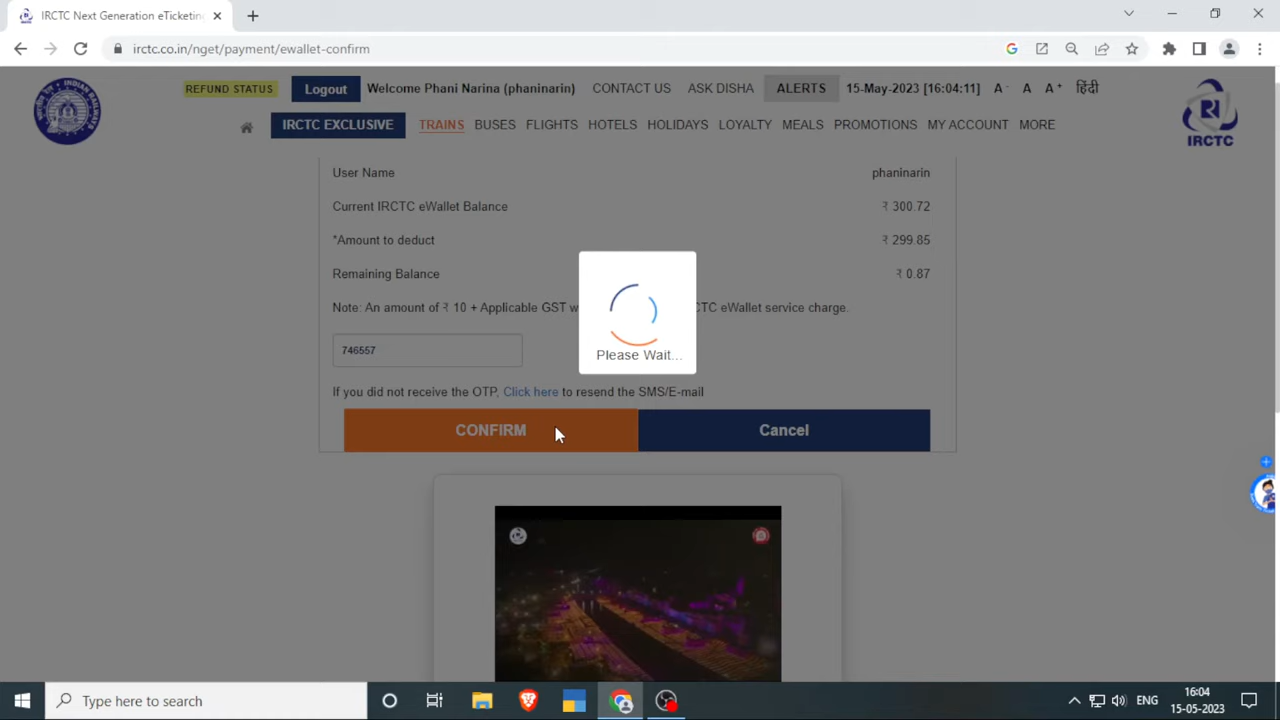 IRCTC Next Generation eTicketing
irctc.co.in/nget/payment/ewallet-confirm
REFUND STATUS Logout Welcome Phani Narina (phaninarin) CONTACT US ASK DISHA ALERTS 15-May-2023 [16:04:11] A- A A+ हिंदी
IRCTC EXCLUSIVE TRAINS BUSES FLIGHTS HOTELS HOLIDAYS LOYALTY MEALS PROMOTIONS MY ACCOUNT MORE
IRCTC
User Name phaninarin
Current IRCTC eWallet Balance ₹ 300.72
*Amount to deduct ₹ 299.85
Remaining Balance ₹ 0.87
Note: An amount of ₹ 10 + Applicable GST w CTC eWallet service charge.
Please Wait...
746557
If you did not receive the OTP, Click here to resend the SMS/E-mail
CONFIRM Cancel
Type here to search
ENG
16:04
15-05-2023